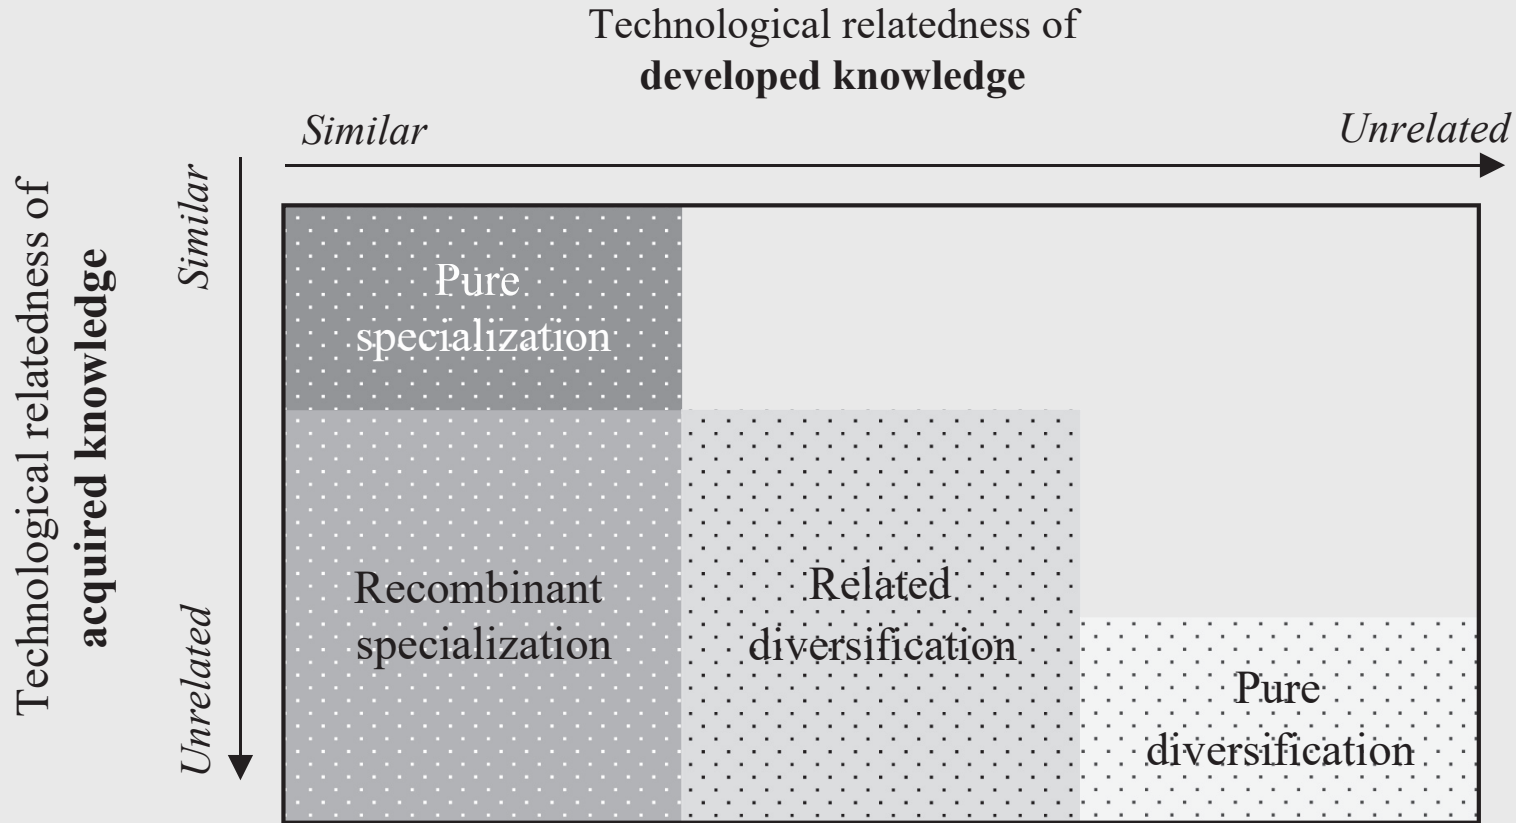 Technological relatedness of
developed knowledge
Similar
Unrelated
Technological relatedness of
acquired knowledge
Similar
Unrelated
Pure
specialization
Recombinant
specialization
Related
diversification
Pure
diversification